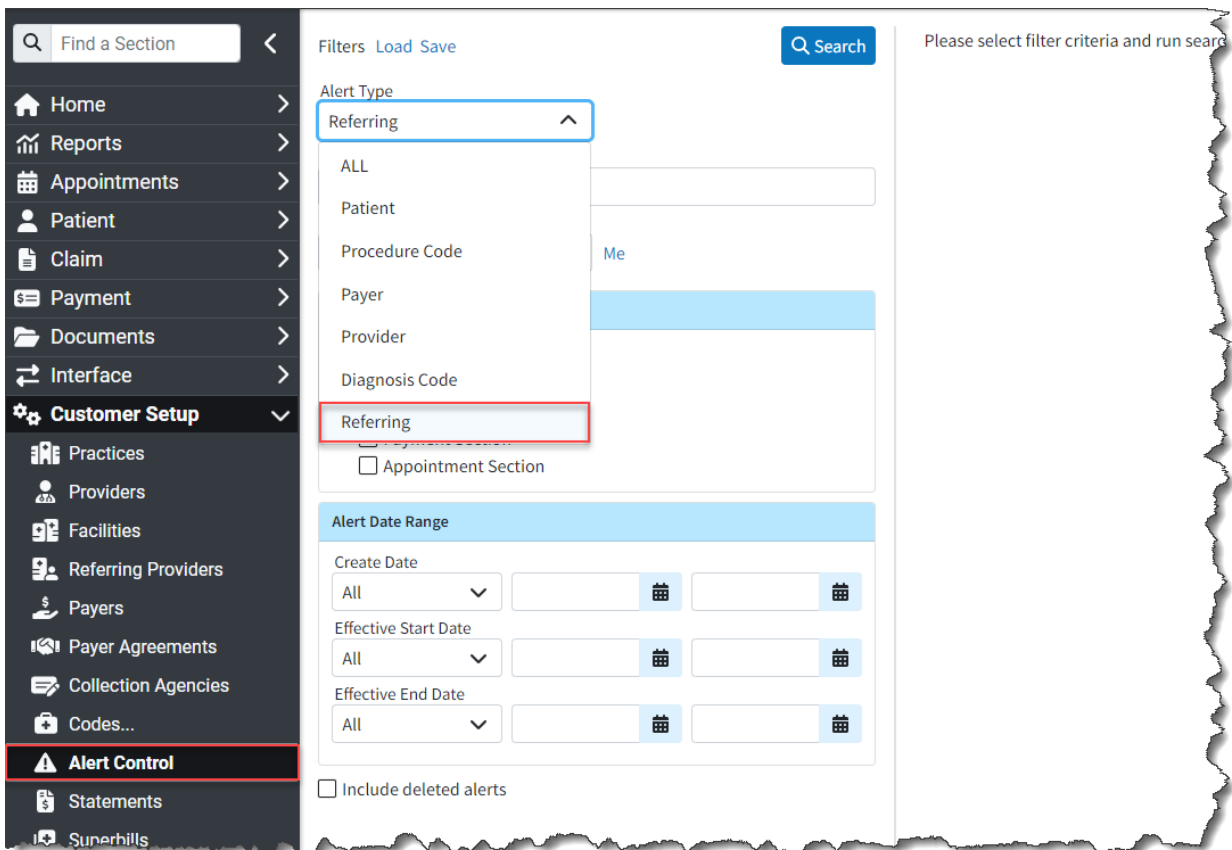 Find a Section
Home
Reports
Appointments
Patient
Claim
Payment
Documents
Interface
Customer Setup
Practices
Providers
Facilities
Referring Providers
Payers
Payer Agreements
Collection Agencies
Codes...
Alert Control
Statements
Superbills
Filters Load Save
Search
Alert Type
Referring
ALL
Patient
Procedure Code
Payer
Provider
Diagnosis Code
Referring
Me
Appointment Section
Alert Date Range
Create Date
All
Effective Start Date
All
Effective End Date
All
Include deleted alerts
Please select filter criteria and run search